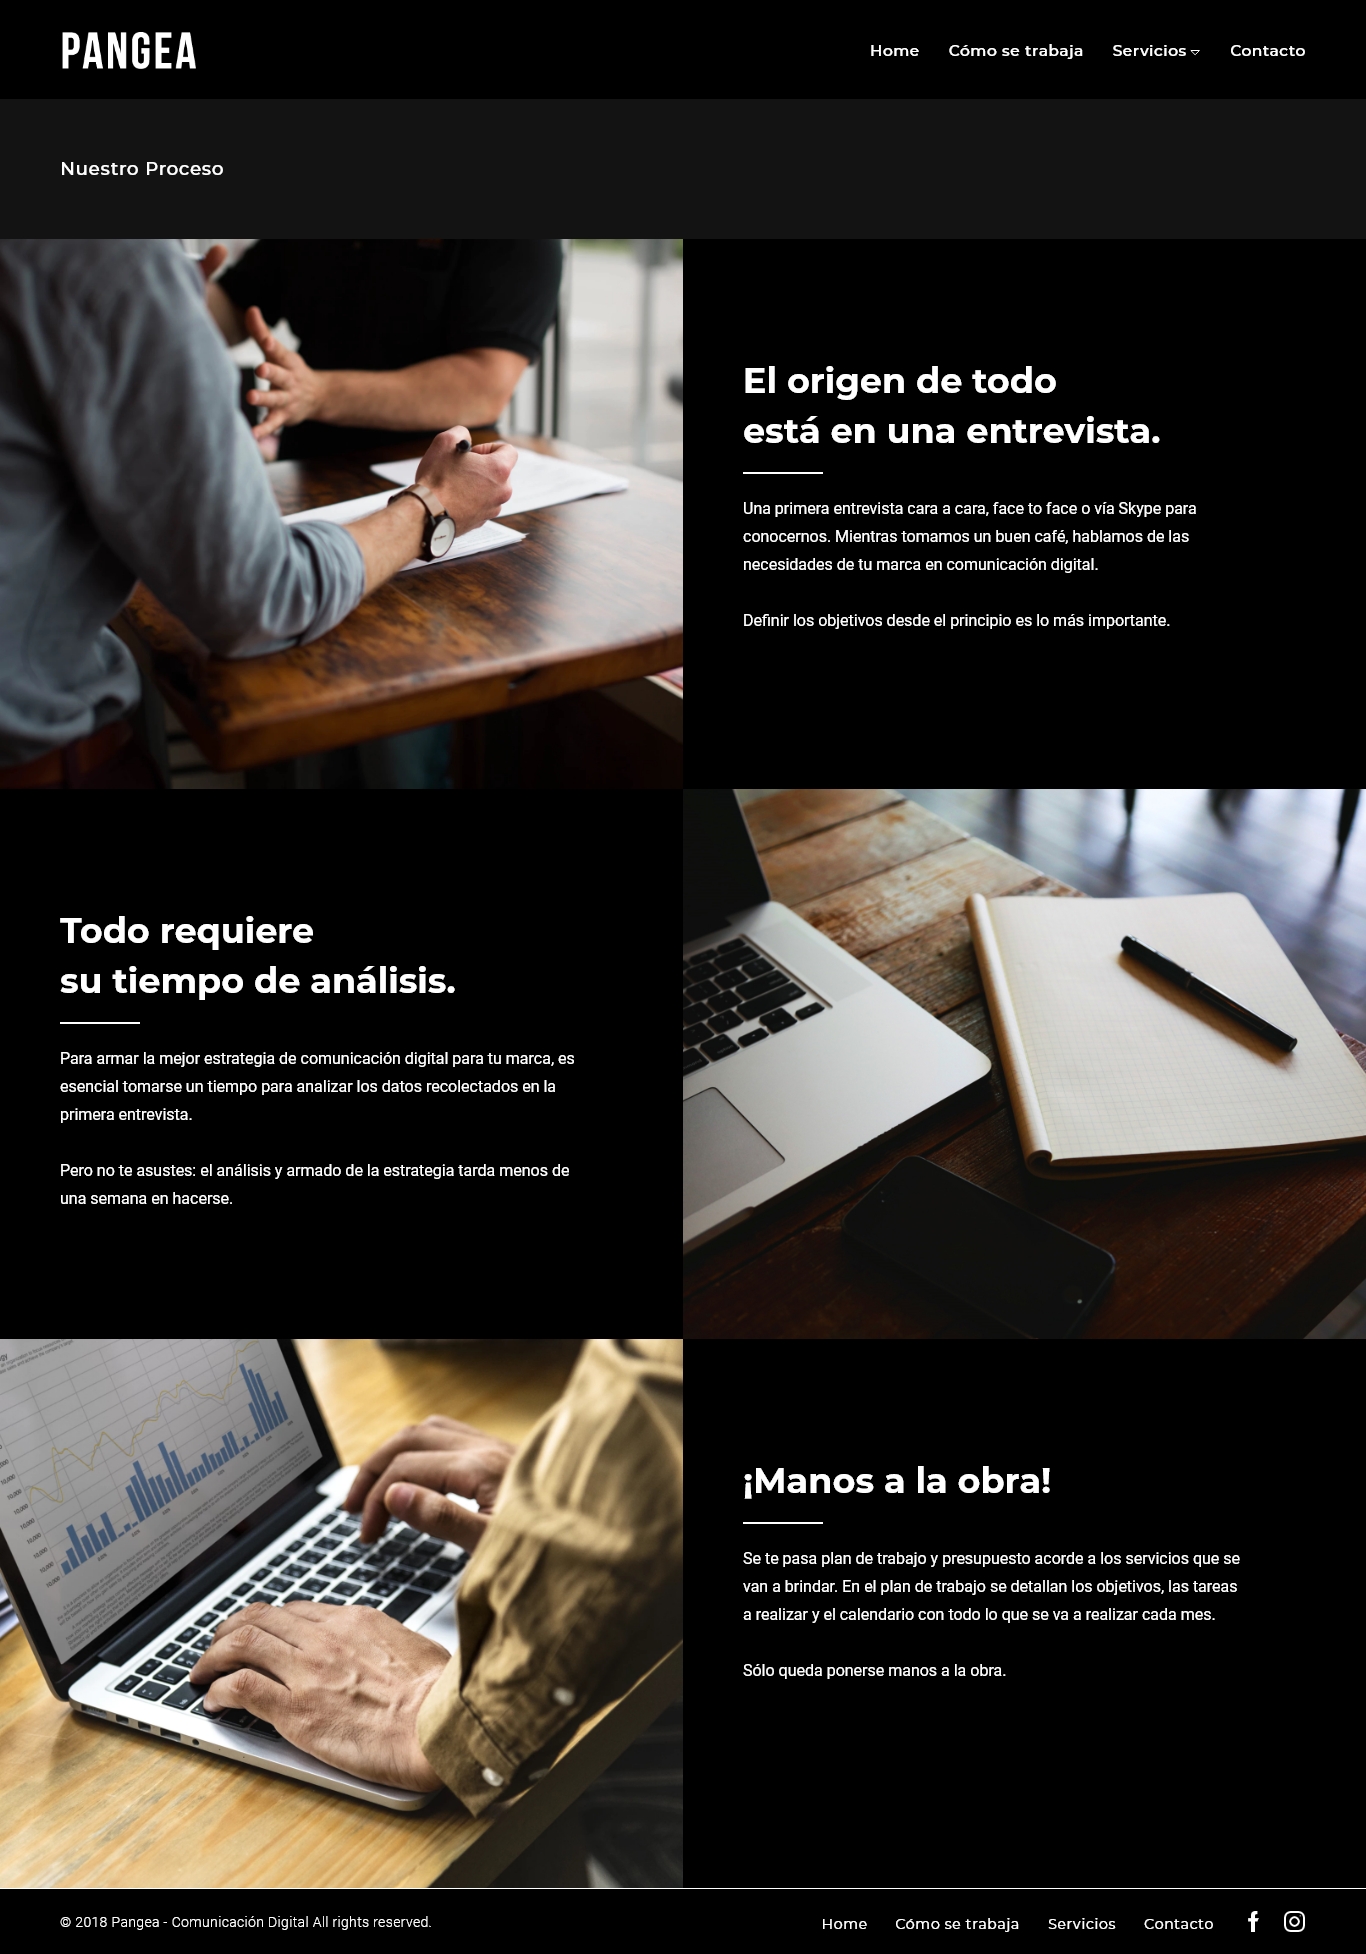 PANGEA
Home Cómo se trabaja Servicios Contacto
Nuestro Proceso
El origen de todo
está en una entrevista.
Una primera entrevista cara a cara, face to face o vía Skype para
conocernos. Mientras tomamos un buen café, hablamos de las
necesidades de tu marca en comunicación digital.
Definir los objetivos desde el principio es lo más importante.
Todo requiere
su tiempo de análisis.
Para armar la mejor estrategia de comunicación digital para tu marca, es
esencial tomarse un tiempo para analizar los datos recolectados en la
primera entrevista.
Pero no te asustes: el análisis y armado de la estrategia tarda menos de
una semana en hacerse.
¡Manos a la obra!
Se te pasa plan de trabajo y presupuesto acorde a los servicios que se
van a brindar. En el plan de trabajo se detallan los objetivos, las tareas
a realizar y el calendario con todo lo que se va a realizar cada mes.
Sólo queda ponerse manos a la obra.
© 2018 Pangea - Comunicación Digital All rights reserved.
Home Cómo se trabaja Servicios Contacto